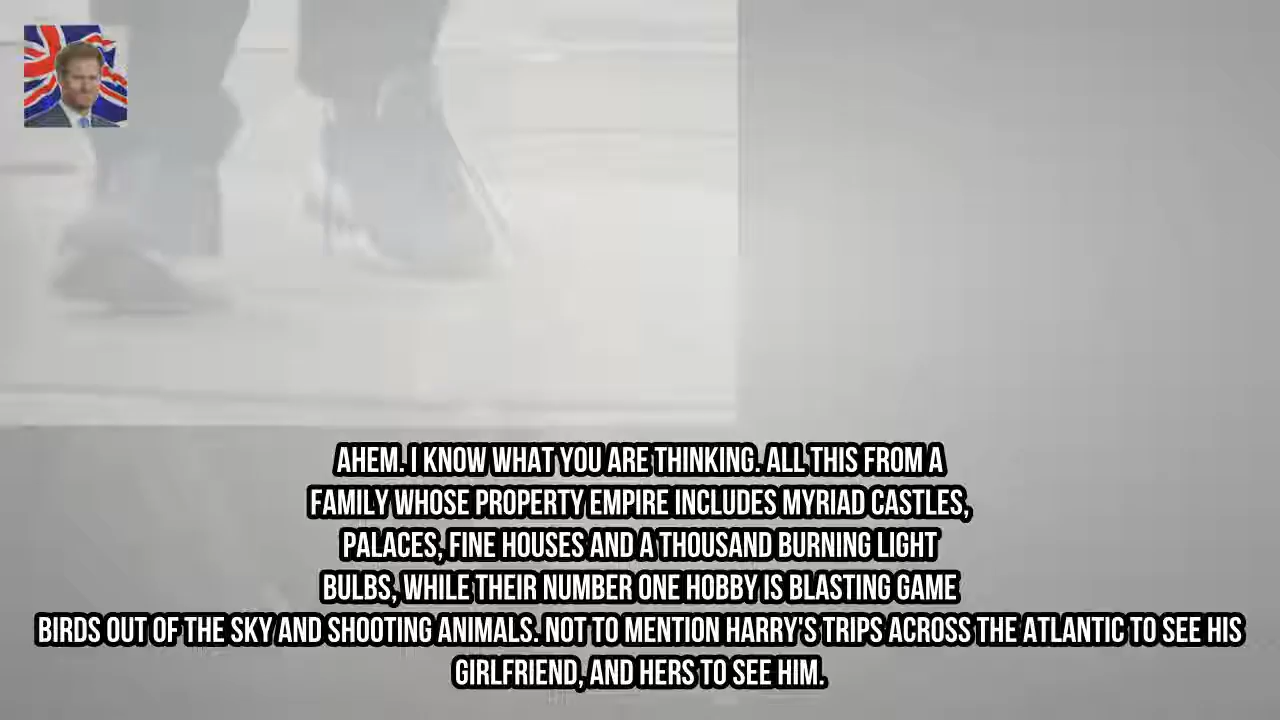 AHEM. I KNOW WHAT YOU ARE THINKING. ALL THIS FROM A
FAMILY WHOSE PROPERTY EMPIRE INCLUDES MYRIAD CASTLES,
PALACES, FINE HOUSES AND A THOUSAND BURNING LIGHT
BULBS, WHILE THEIR NUMBER ONE HOBBY IS BLASTING GAME
BIRDS OUT OF THE SKY AND SHOOTING ANIMALS. NOT TO MENTION HARRY'S TRIPS ACROSS THE ATLANTIC TO SEE HIS
GIRLFRIEND, AND HERS TO SEE HIM.